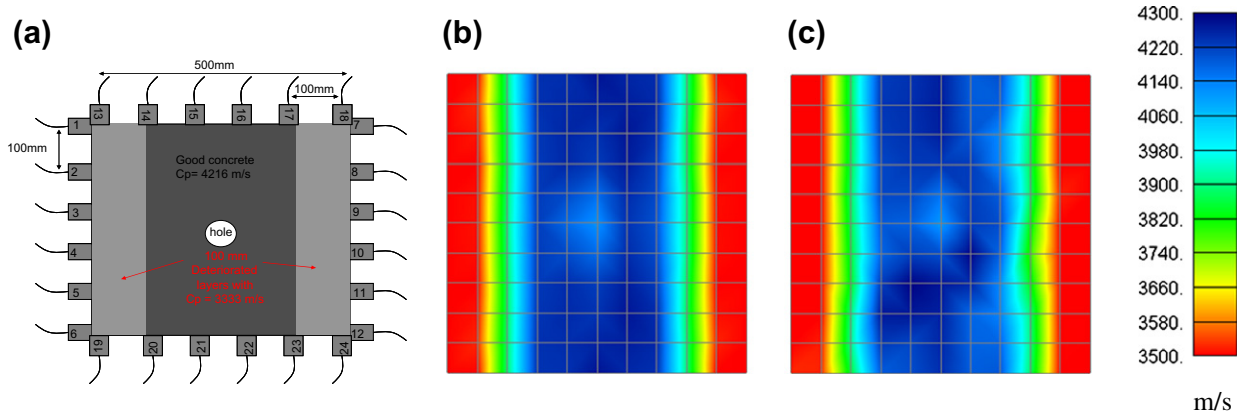 (a)
(b)
(c)
500mm
100mm
13
14
15
16
17
18
1
7
100mm
Good concrete
Cp= 4216 m/s
2
8
3
9
hole
4
10
100 mm
Deteriorated
layers with
5
11
6
12
19
20
21
22
23
24
4300.
4220.
4140.
4060.
3980.
3900.
3820.
3740.
3660.
3580.
3500.
m/s